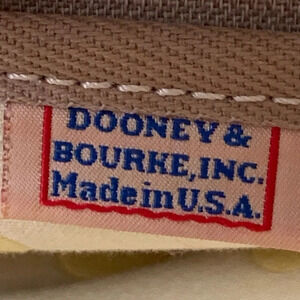 DOONEY &
BOURKE, INC.
Made in U.S.A.